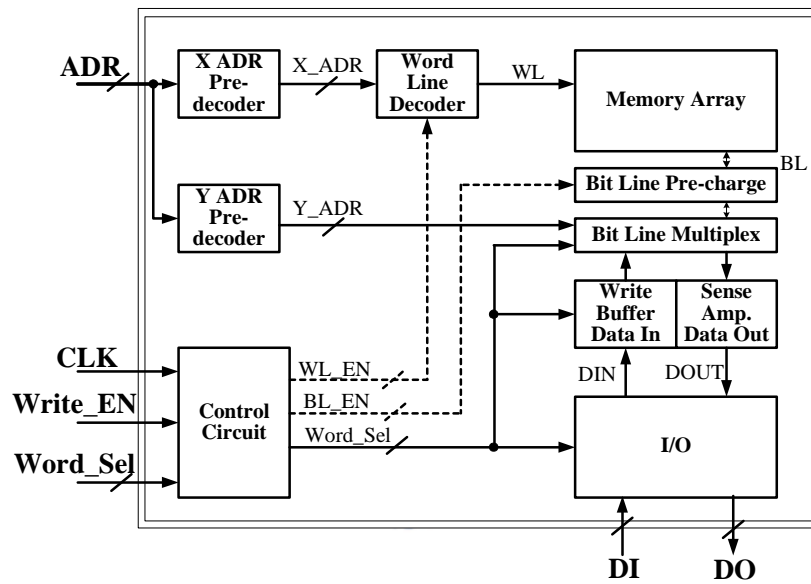 ADR
X ADR
Pre-
decoder
X_ADR
Word
Line
Decoder
WL
Memory Array
BL
Bit Line Pre-charge
Y ADR
Pre-
decoder
Y_ADR
Bit Line Multiplex
Write
Buffer
Data In
Sense
Amp.
Data Out
CLK
Write_EN
Word_Sel
Control
Circuit
WL_EN
BL_EN
Word_Sel
DIN
DOUT
I/O
DI
DO